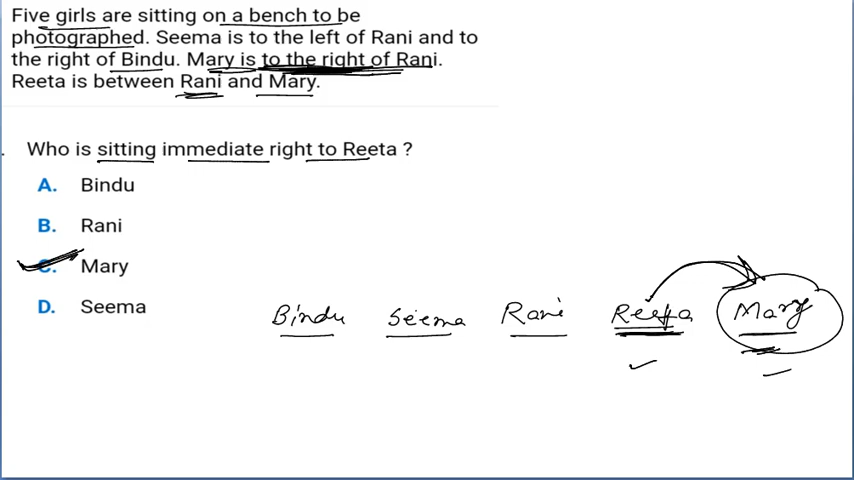 Five girls are sitting on a bench to be
photographed. Seema is to the left of Rani and to
the right of Bindu. Mary is to the right of Rani.
Reeta is between Rani and Mary.
. Who is sitting immediate right to Reeta ?
A. Bindu
B. Rani
C. Mary
D. Seema
Bindu Seema Rani Reeta Mary